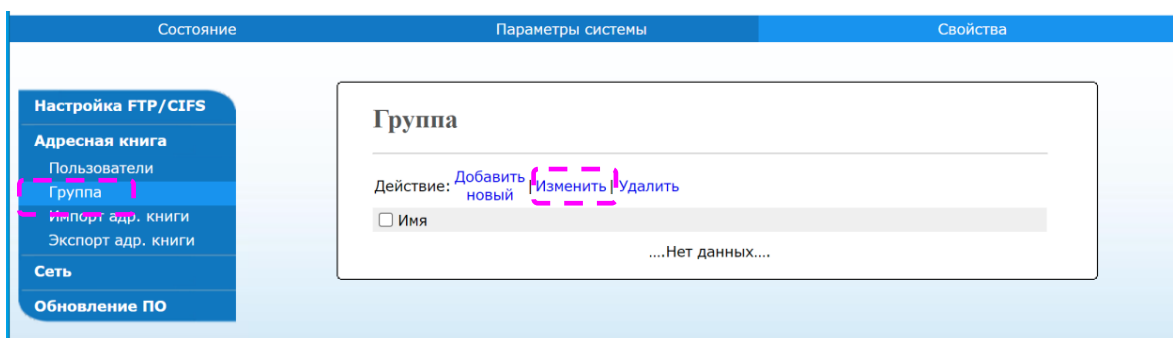 Состояние Параметры системы Свойства
Настройка FTP/CIFS
Адресная книга
Пользователи
Группа
Импорт адр. книги
Экспорт адр. книги
Сеть
Обновление ПО
Группа
Действие: Добавить новый | Изменить | Удалить
Имя
....Нет данных....